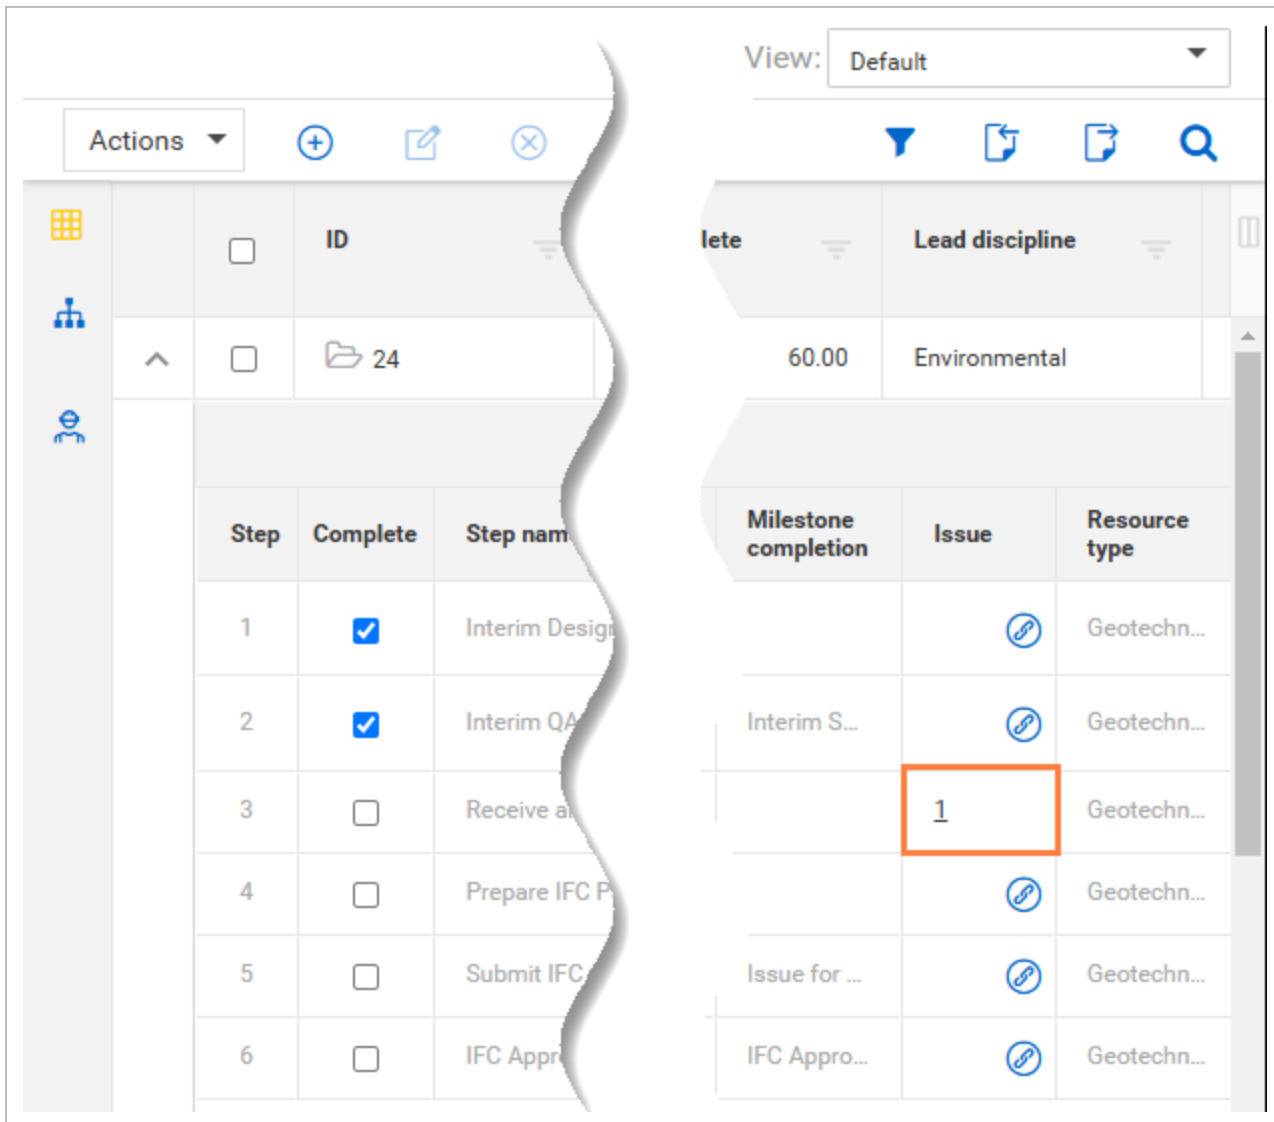 View: Default
Actions
ID lete Lead discipline
24 60.00 Environmental
Step Complete Step nam Milestone completion Issue Resource type
1 Interim Design Geotechn...
2 Interim QA Interim S... Geotechn...
3 Receive a 1 Geotechn...
4 Prepare IFC P Geotechn...
5 Submit IFC Issue for ... Geotechn...
6 IFC Appr IFC Appro... Geotechn...